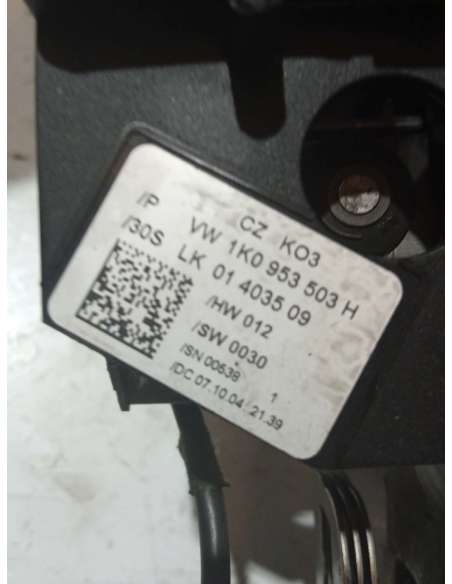 CZ KO3
/P VW 1K0 953 503 H
/30S LK 01 4035 09
/HW 012
/SW 0030
/SN 00538 1
/DC 07.10.04 21.39